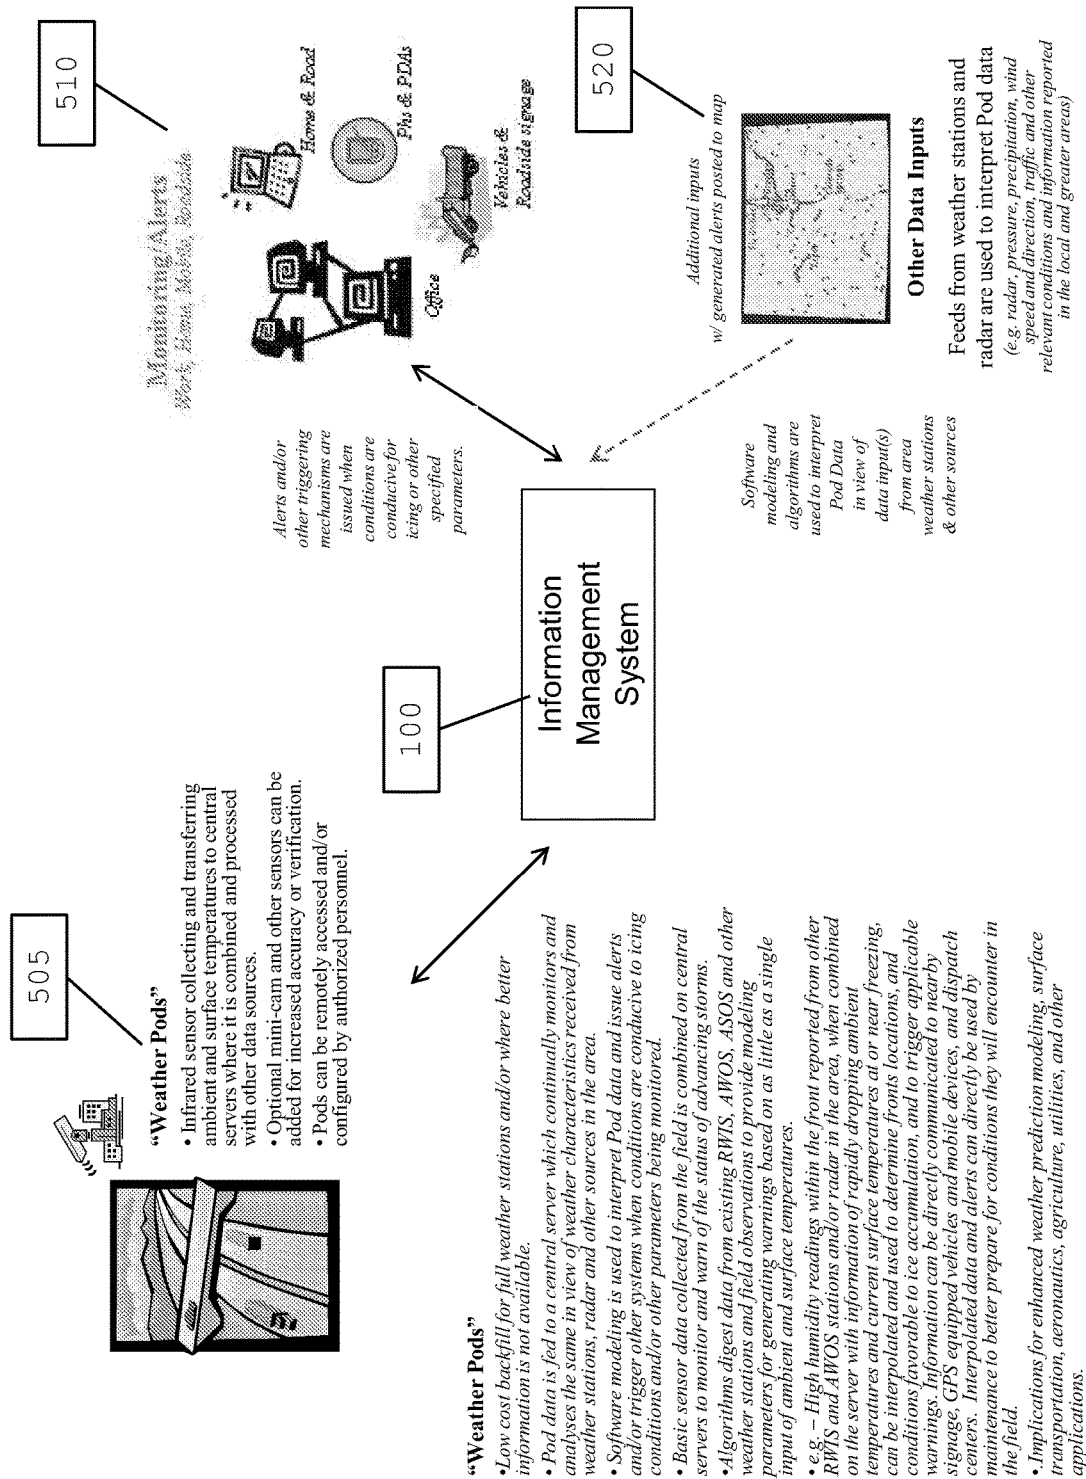 505
"Weather Pods"
• Infrared sensor collecting and transferring
ambient and surface temperatures to central
servers where it is combined and processed
with other data sources.
• Optional mini-cam and other sensors can be
added for increased accuracy or verification.
• Pods can be remotely accessed and/or
configured by authorized personnel.
510
Monitoring/Alerts
Work, Home, Mobile, Roadside
Home & Road
Phs & PDAs
Office
Vehicles &
Roadside signage
Alerts and/or
other triggering
mechanisms are
issued when
conditions are
conducive for
icing or other
specified
parameters.
100
Information
Management
System
520
Additional inputs
w/ generated alerts posted to map
Other Data Inputs
Feeds from weather stations and
radar are used to interpret Pod data
(e.g. radar, pressure, precipitation, wind
speed and direction, traffic and other
relevant conditions and information reported
in the local and greater areas)
Software
modeling and
algorithms are
used to interpret
Pod Data
in view of
data input(s)
from area
weather stations
& other sources
"Weather Pods"
•Low cost backfill for full weather stations and/or where better
information is not available.
• Pod data is fed to a central server which continually monitors and
analyses the same in view of weather characteristics received from
weather stations, radar and other sources in the area.
• Software modeling is used to interpret Pod data and issue alerts
and/or trigger other systems when conditions are conducive to icing
conditions and/or other parameters being monitored.
• Basic sensor data collected from the field is combined on central
servers to monitor and warn of the status of advancing storms.
•Algorithms digest data from existing RWIS, AWOS, ASOS and other
weather stations and field observations to provide modeling
parameters for generating warnings based on as little as a single
input of ambient and surface temperatures.
• e.g. – High humidity readings within the front reported from other
RWIS and AWOS stations and/or radar in the area, when combined
on the server with information of rapidly dropping ambient
temperatures and current surface temperatures at or near freezing,
can be interpolated and used to determine fronts locations, and
conditions favorable to ice accumulation, and to trigger applicable
warnings. Information can be directly communicated to nearby
signage, GPS equipped vehicles and mobile devices, and dispatch
centers. Interpolated data and alerts can directly be used by
maintenance to better prepare for conditions they will encounter in
the field.
• Implications for enhanced weather prediction modeling, surface
transportation, aeronautics, agriculture, utilities, and other
applications.